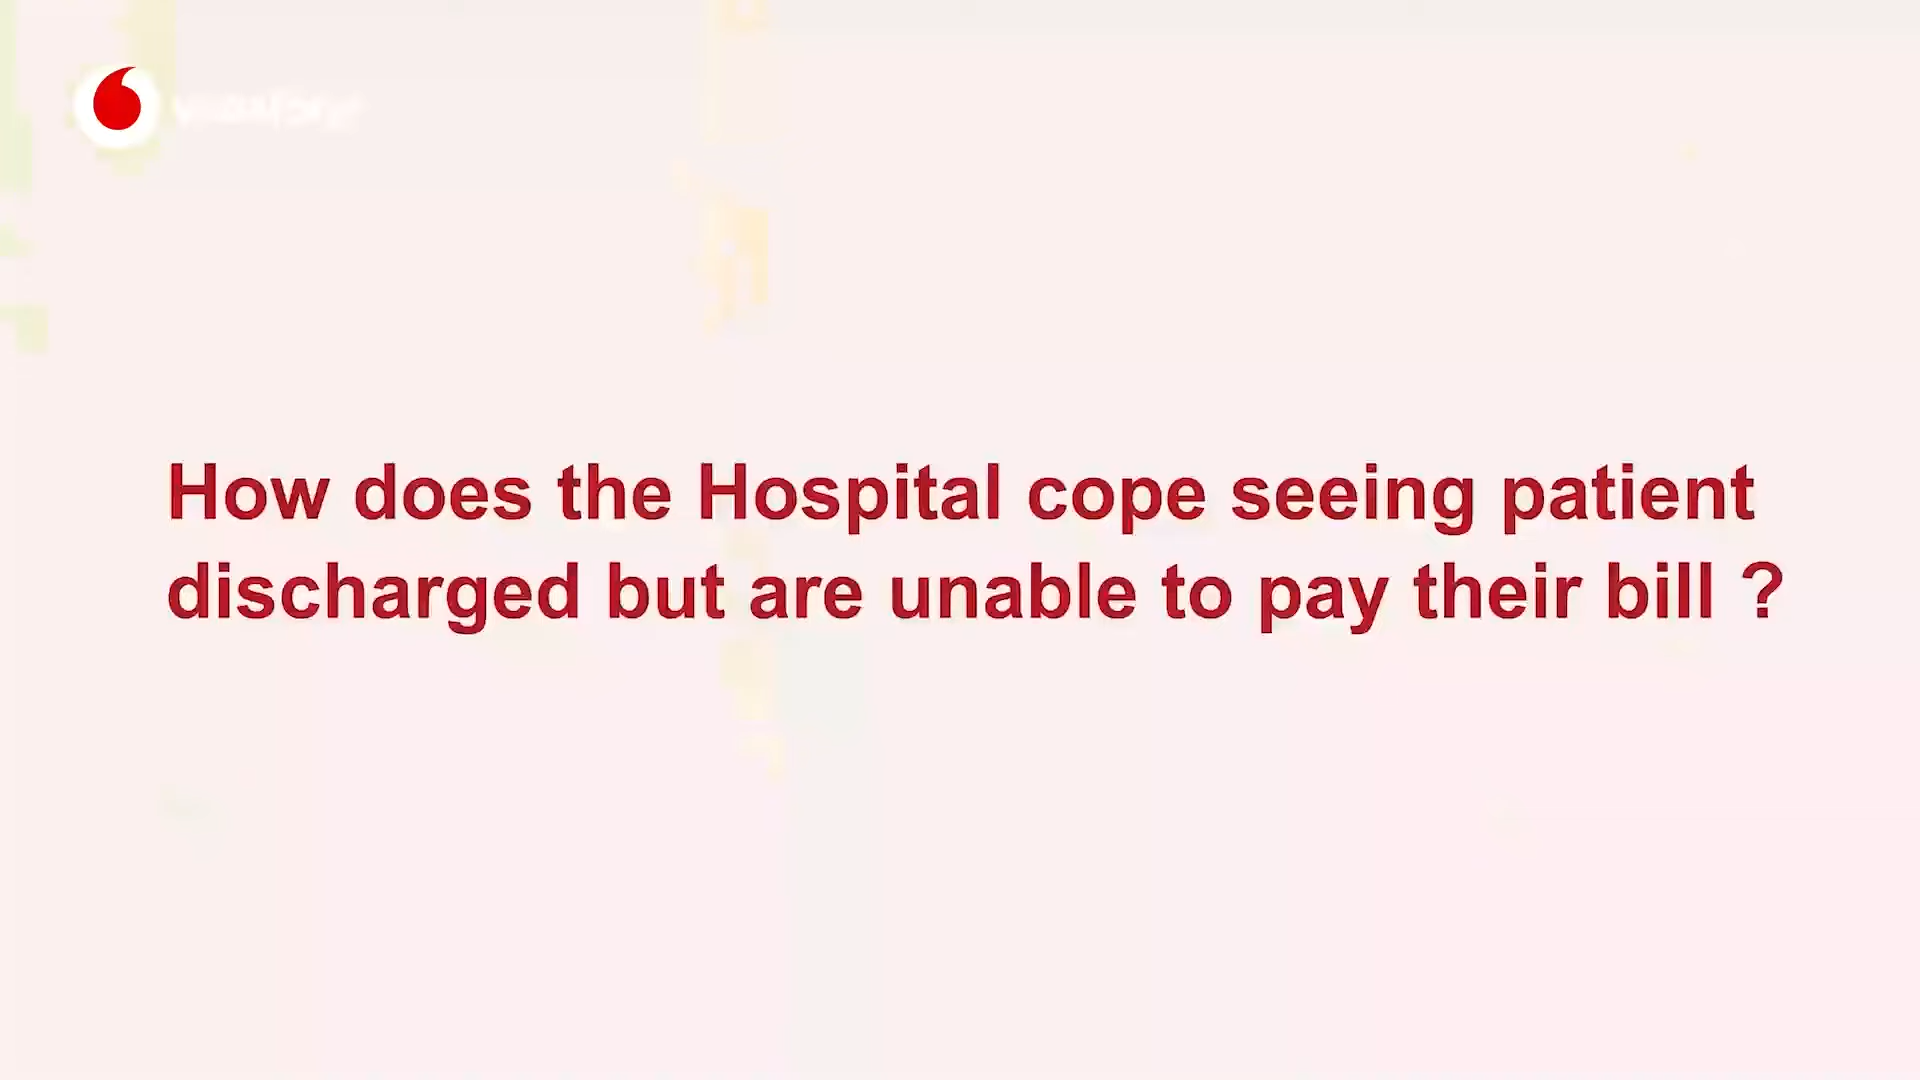 How does the Hospital cope seeing patient
discharged but are unable to pay their bill ?